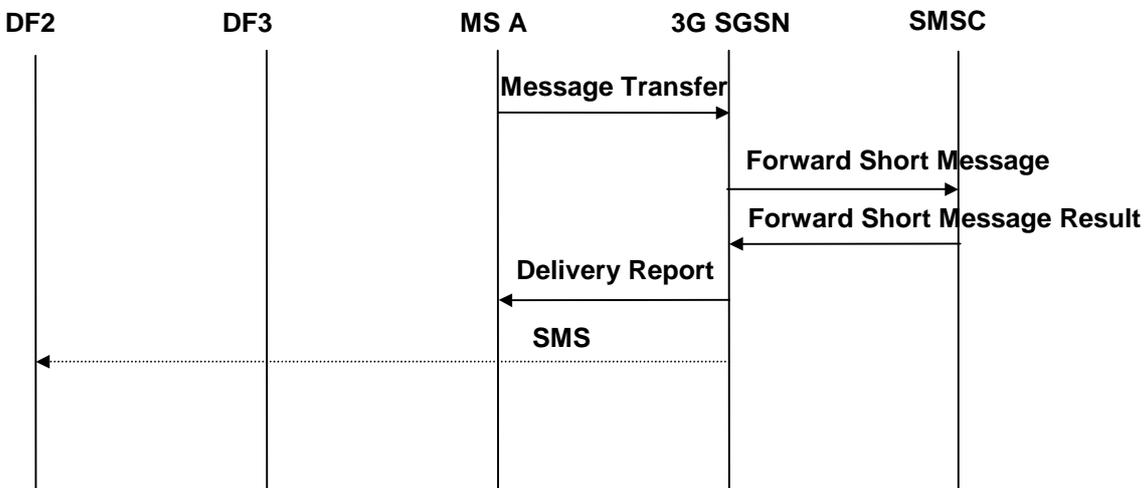 DF2 DF3 MS A 3G SGSN SMSC
Message Transfer
Forward Short Message
Forward Short Message Result
Delivery Report
SMS